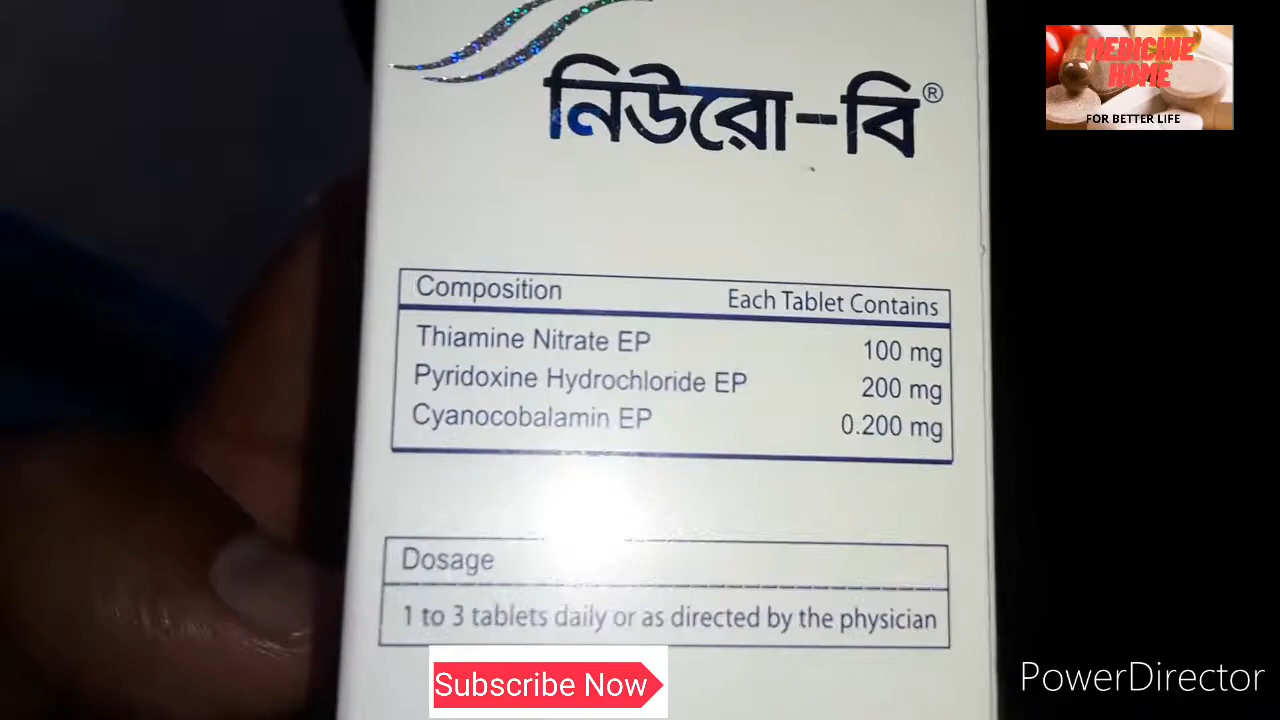 নিউরো-বি®
MEDICINE
HOME
FOR BETTER LIFE
Composition Each Tablet Contains
Thiamine Nitrate EP 100 mg
Pyridoxine Hydrochloride EP 200 mg
Cyanocobalamin EP 0.200 mg
Dosage
1 to 3 tablets daily or as directed by the physician
Subscribe Now
PowerDirector